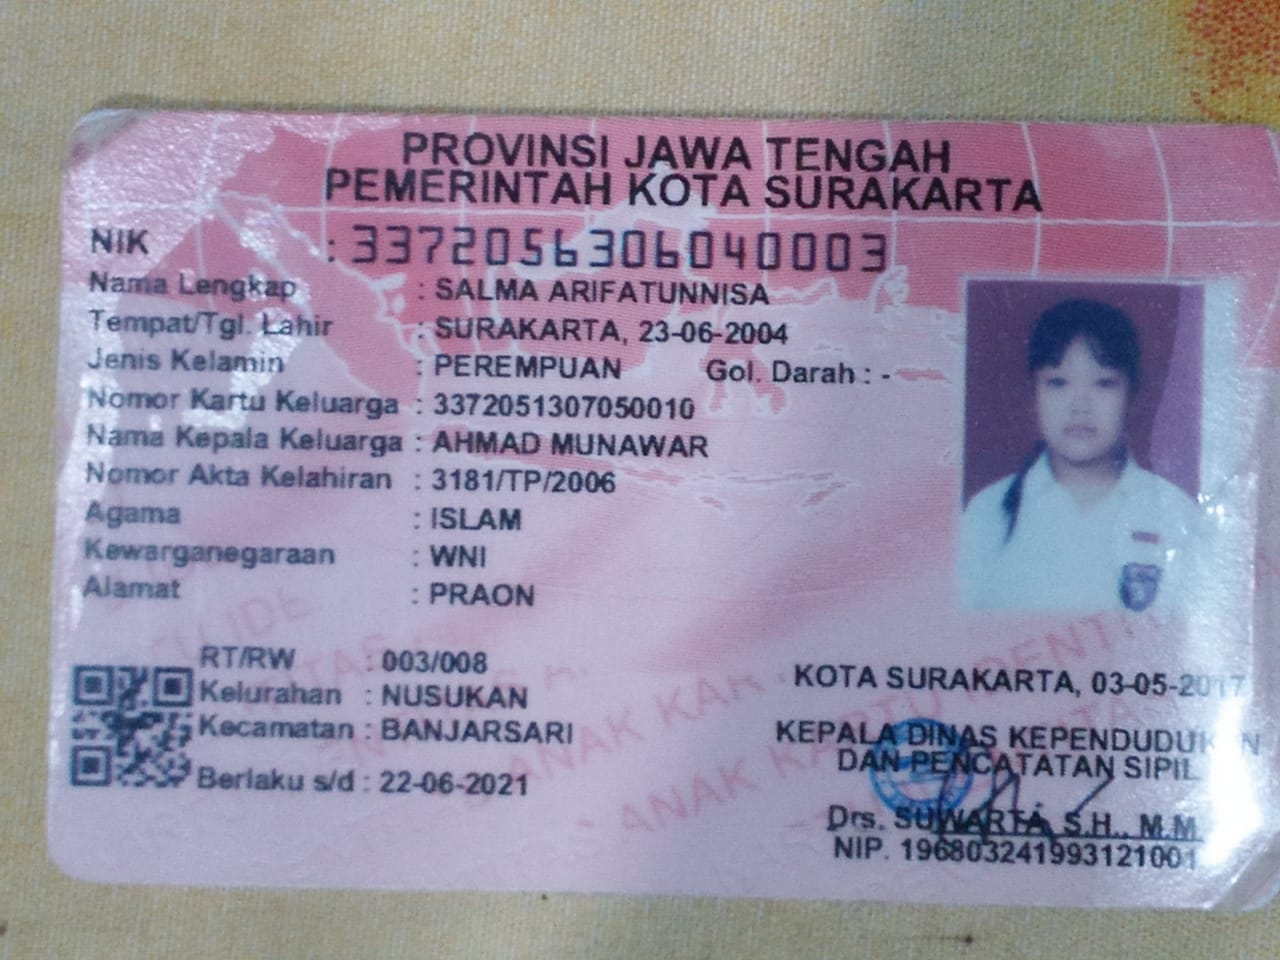 PROVINSI JAWA TENGAH
PEMERINTAH KOTA SURAKARTA
NIK : 3372056306040003
Nama Lengkap : SALMA ARIFATUNNISA
Tempat/Tgl. Lahir : SURAKARTA, 23-06-2004
Jenis Kelamin : PEREMPUAN Gol. Darah : -
Nomor Kartu Keluarga : 3372051307050010
Nama Kepala Keluarga : AHMAD MUNAWAR
Nomor Akta Kelahiran : 3181/TP/2006
Agama : ISLAM
Kewarganegaraan : WNI
Alamat : PRAON
RT/RW : 003/008
Kelurahan : NUSUKAN
Kecamatan : BANJARSARI
Berlaku s/d : 22-06-2021
KOTA SURAKARTA, 03-05-2017
KEPALA DINAS KEPENDUDUKAN
DAN PENCATATAN SIPIL
Drs. SUWARTA, S.H., M.M
NIP. 196803241993121001